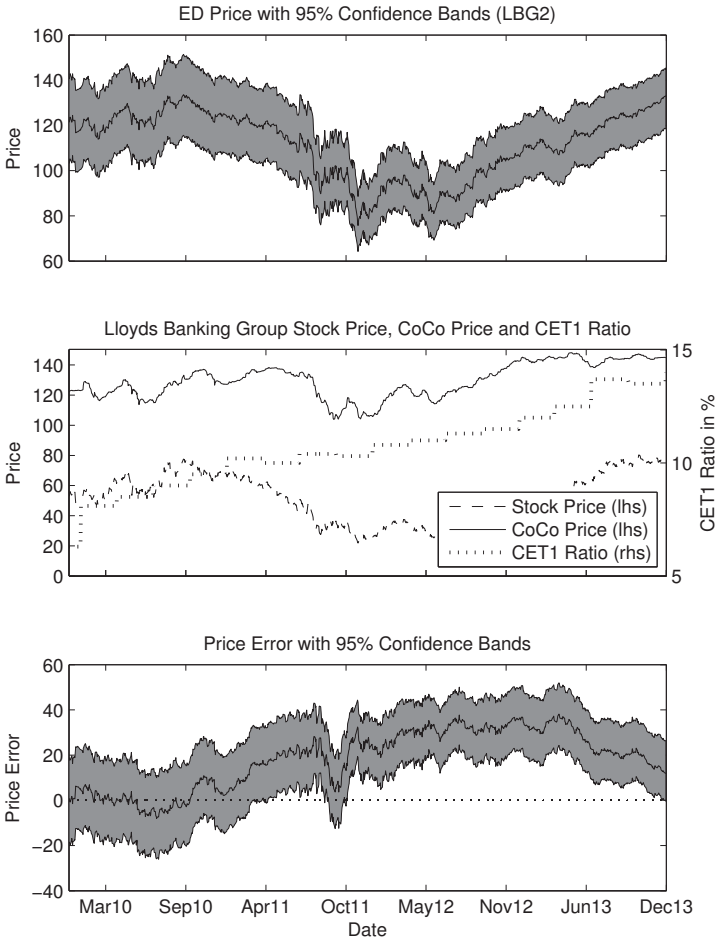 ED Price with 95% Confidence Bands (LBG2)
160
140
120
100
80
60
Price
Lloyds Banking Group Stock Price, CoCo Price and CET1 Ratio
140
120
100
80
60
40
20
0
Price
15
10
5
CET1 Ratio in %
Stock Price (lhs)
CoCo Price (lhs)
CET1 Ratio (rhs)
Price Error with 95% Confidence Bands
60
40
20
0
−20
−40
Price Error
Mar10 Sep10 Apr11 Oct11 May12 Nov12 Jun13 Dec13
Date